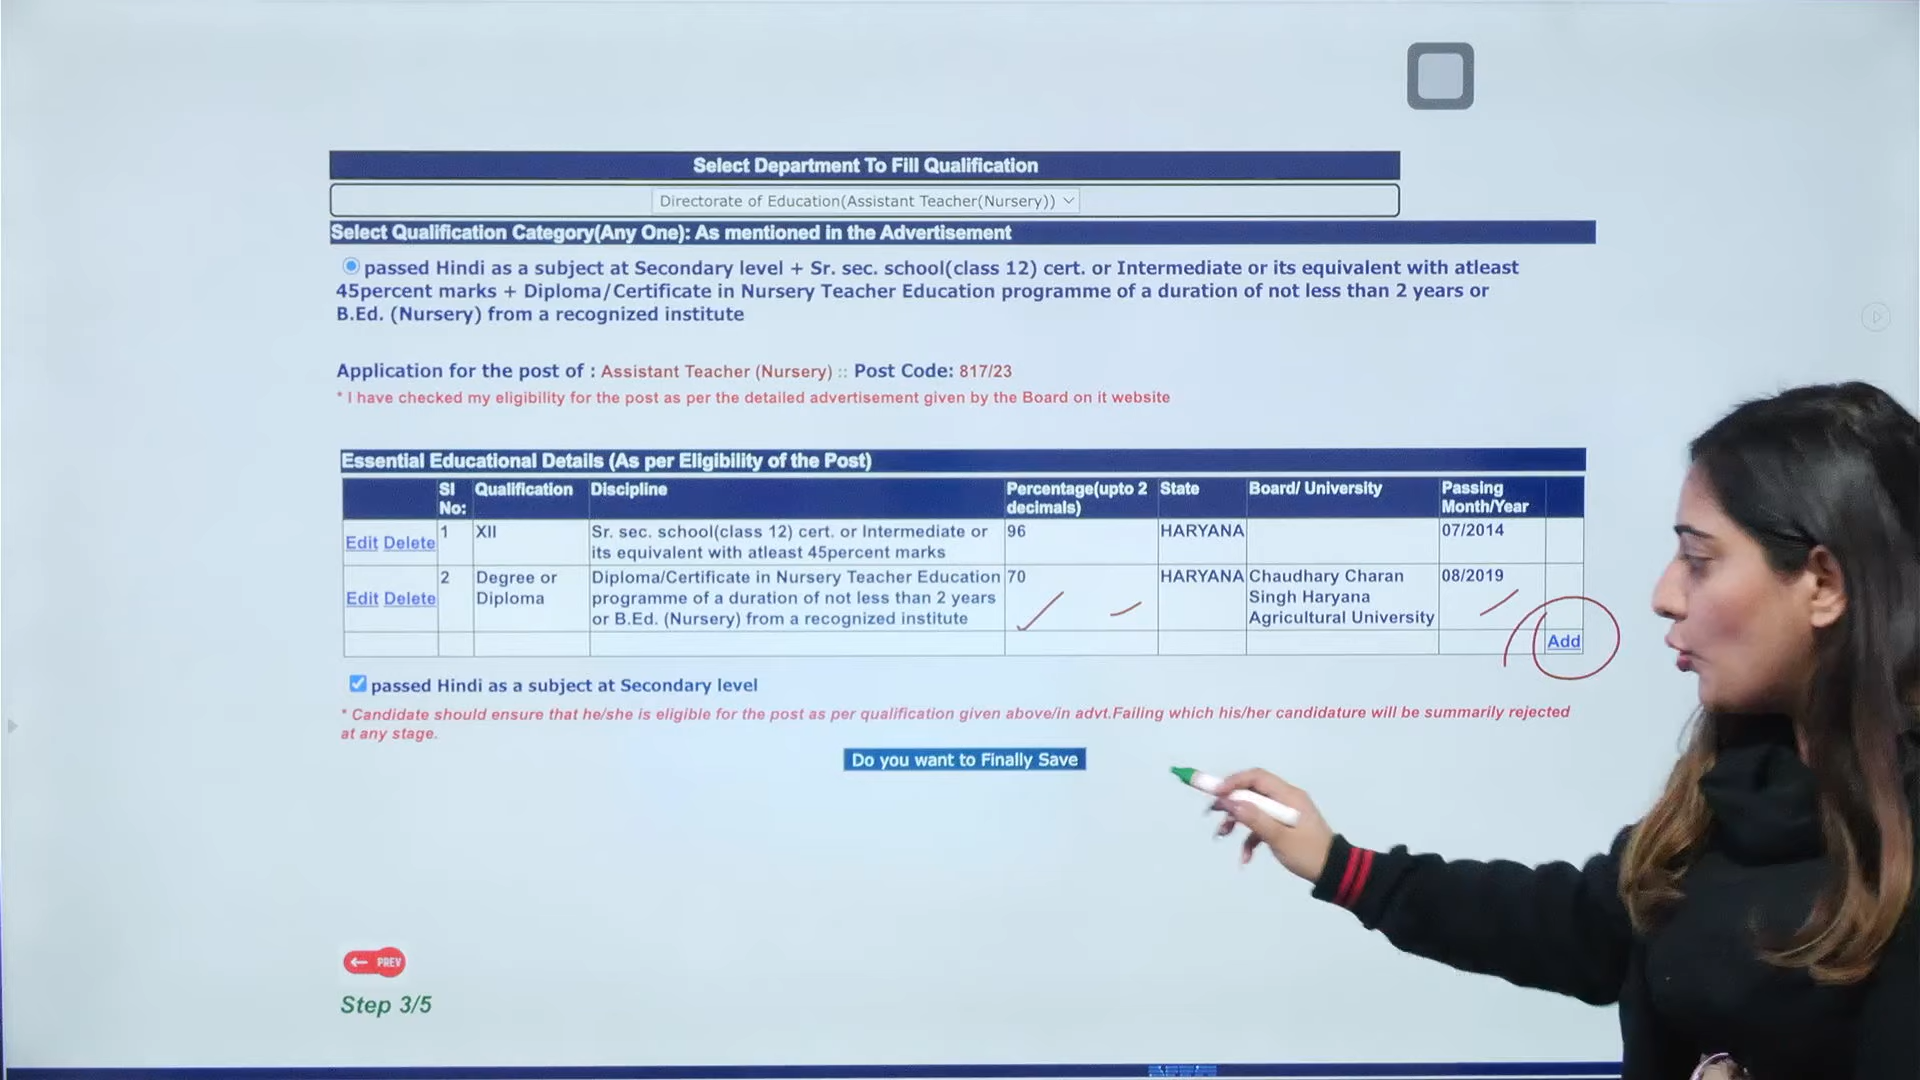 Select Department To Fill Qualification
Directorate of Education(Assistant Teacher(Nursery))
Select Qualification Category(Any One): As mentioned in the Advertisement
passed Hindi as a subject at Secondary level + Sr. sec. school(class 12) cert. or Intermediate or its equivalent with atleast
45percent marks + Diploma/Certificate in Nursery Teacher Education programme of a duration of not less than 2 years or
B.Ed. (Nursery) from a recognized institute
Application for the post of : Assistant Teacher (Nursery) :: Post Code: 817/23
* I have checked my eligibility for the post as per the detailed advertisement given by the Board on it website
Essential Educational Details (As per Eligibility of the Post)
Sl No: Qualification Discipline Percentage(upto 2 decimals) State Board/ University Passing Month/Year
Edit Delete 1 XII Sr. sec. school(class 12) cert. or Intermediate or 96 HARYANA 07/2014
its equivalent with atleast 45percent marks
Edit Delete 2 Degree or Diploma/Certificate in Nursery Teacher Education 70 HARYANA Chaudhary Charan 08/2019
Diploma programme of a duration of not less than 2 years Singh Haryana
or B.Ed. (Nursery) from a recognized institute Agricultural University
Add
passed Hindi as a subject at Secondary level
* Candidate should ensure that he/she is eligible for the post as per qualification given above/in advt.Failing which his/her candidature will be summarily rejected
at any stage.
Do you want to Finally Save
PREV
Step 3/5